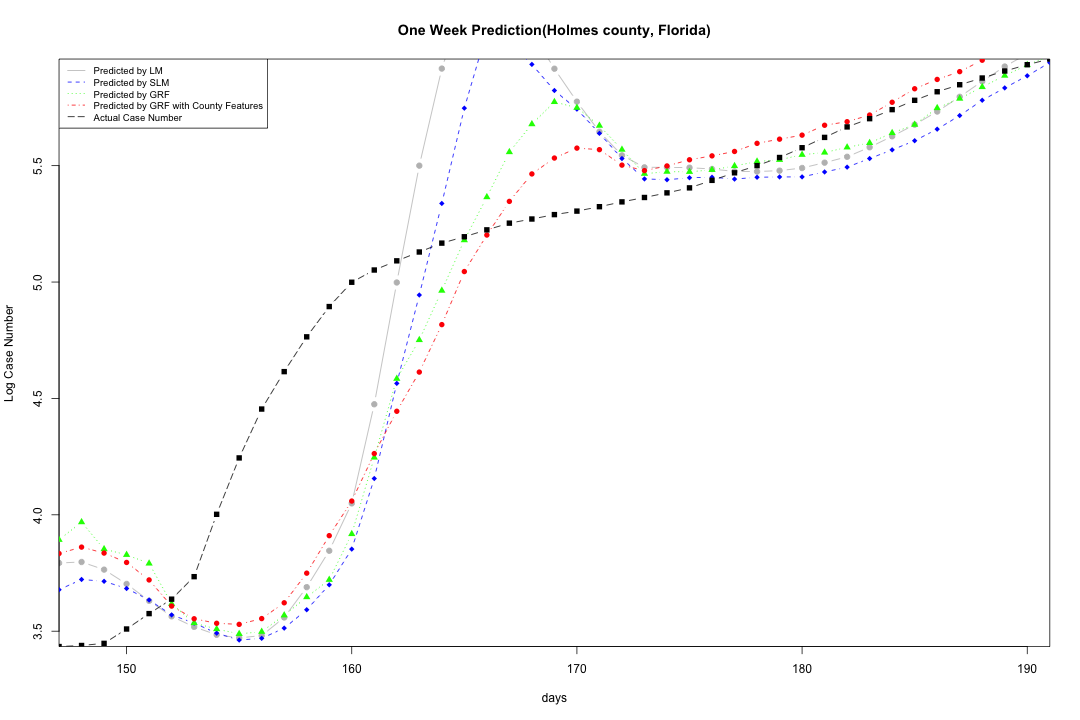 One Week Prediction(Holmes county, Florida)
Predicted by LM
Predicted by SLM
Predicted by GRF
Predicted by GRF with County Features
Actual Case Number
Log Case Number
5.5
5.0
4.5
4.0
3.5
150 160 170 180 190
days